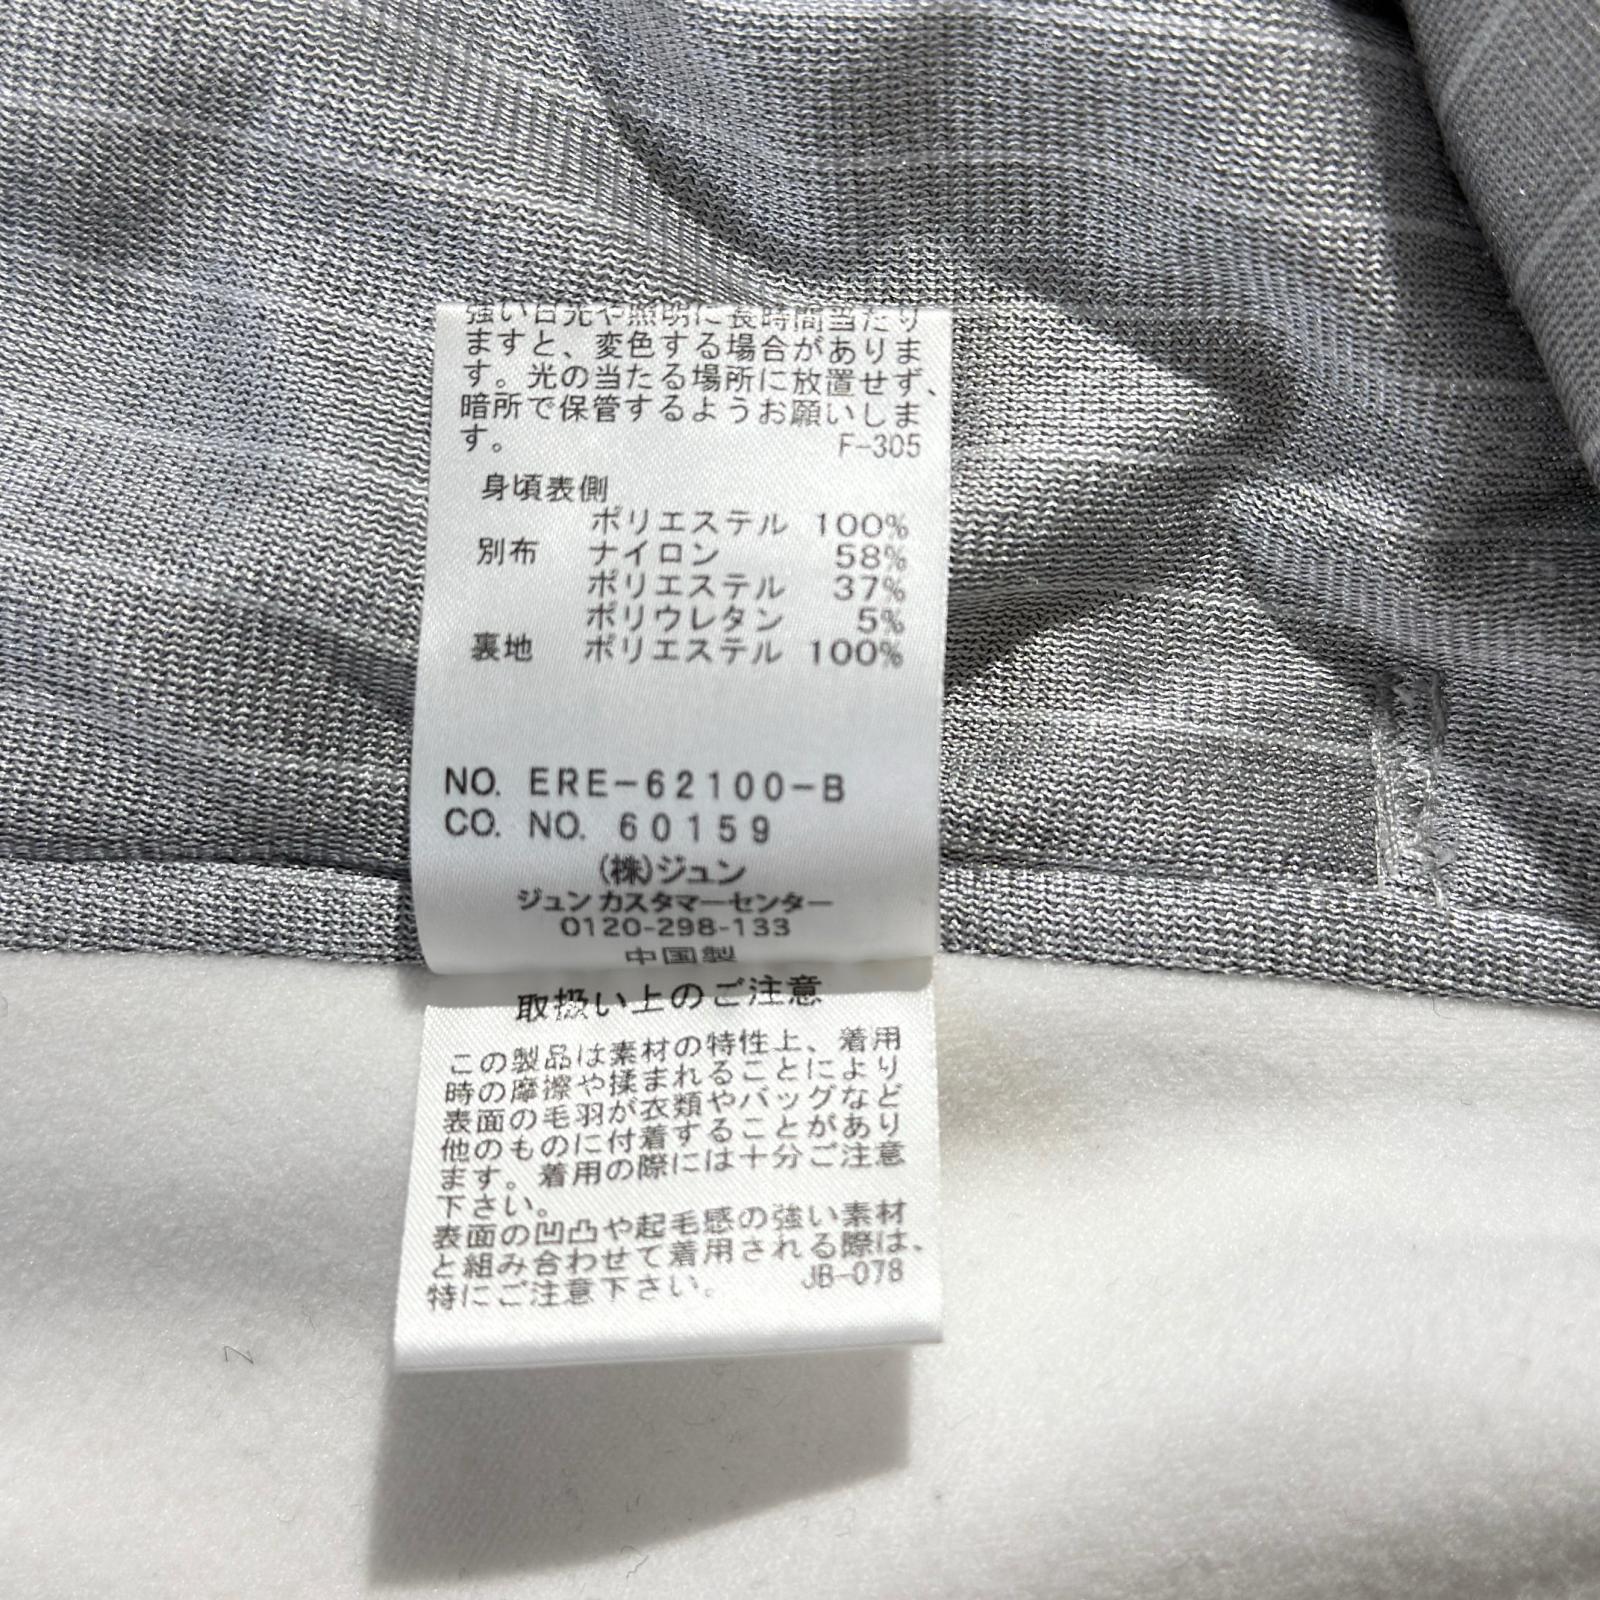 強い日光や照明に長時間当たり
ますと、変色する場合がありま
す。光の当たる場所に放置せず、
暗所で保管するようお願いしま
す。 F-305
身頃表側
ポリエステル 100%
別布 ナイロン 58%
ポリエステル 37%
ポリウレタン 5%
裏地 ポリエステル 100%
NO. ERE-62100-B
CO. NO. 60159
(株)ジュン
ジュン カスタマーセンター
0120-298-133
中国製
取扱い上のご注意
この製品は素材の特性上、着用
時の摩擦や揉まれることにより
表面の毛羽が衣類やバッグなど
他のものに付着することがあり
ます。着用の際には十分ご注意
下さい。
表面の凹凸や起毛感の強い素材
と組み合わせて着用される際は、
特にご注意下さい。 JB-078